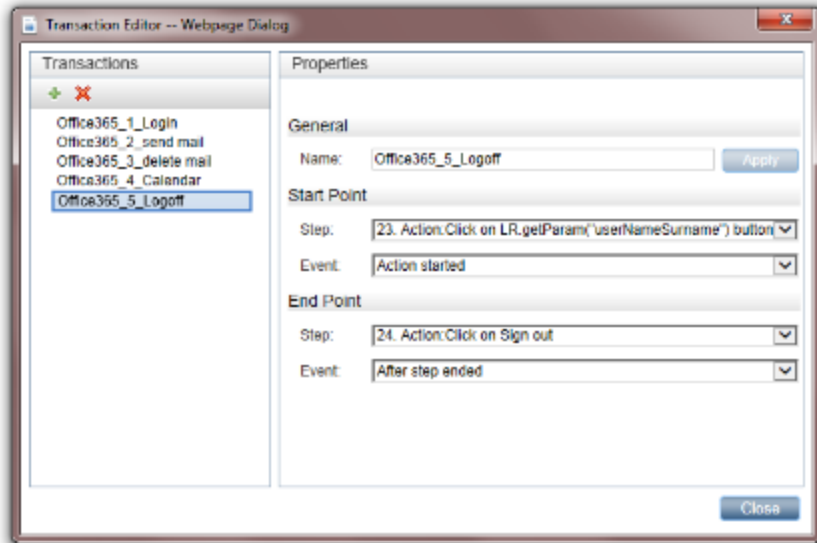 Transaction Editor -- Webpage Dialog
Transactions
Properties
Office365_1_Login
Office365_2_send mail
Office365_3_delete mail
Office365_4_Calendar
Office365_5_Logoff
General
Name: Office365_5_Logoff Apply
Start Point
Step: 23. Action:Click on LR.getParam("userNameSurname") button
Event: Action started
End Point
Step: 24. Action:Click on Sign out
Event: After step ended
Close